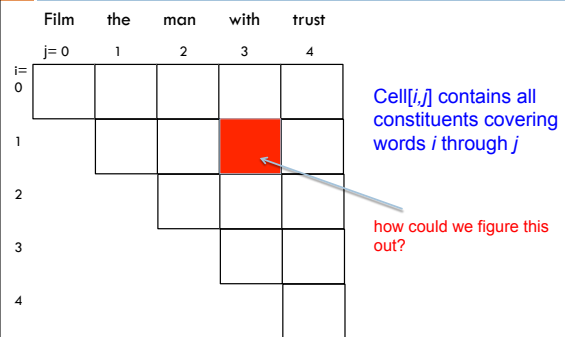 Film the man with trust
j= 0 1 2 3 4
i=
0
1
2
3
4
Cell[i,j] contains all
constituents covering
words i through j
how could we figure this
out?